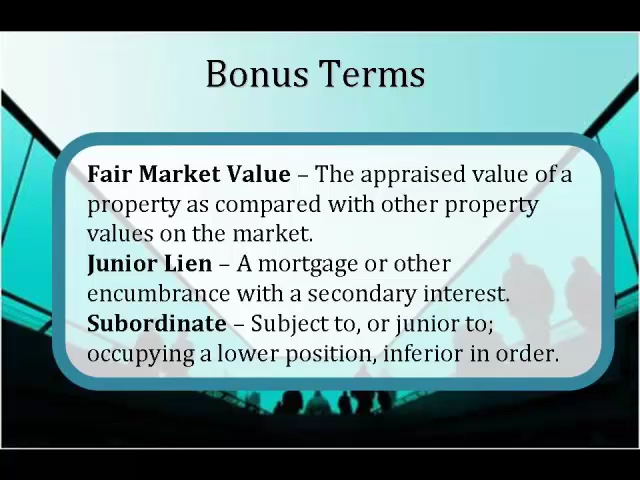 Bonus Terms
Fair Market Value – The appraised value of a
property as compared with other property
values on the market.
Junior Lien – A mortgage or other
encumbrance with a secondary interest.
Subordinate – Subject to, or junior to;
occupying a lower position, inferior in order.